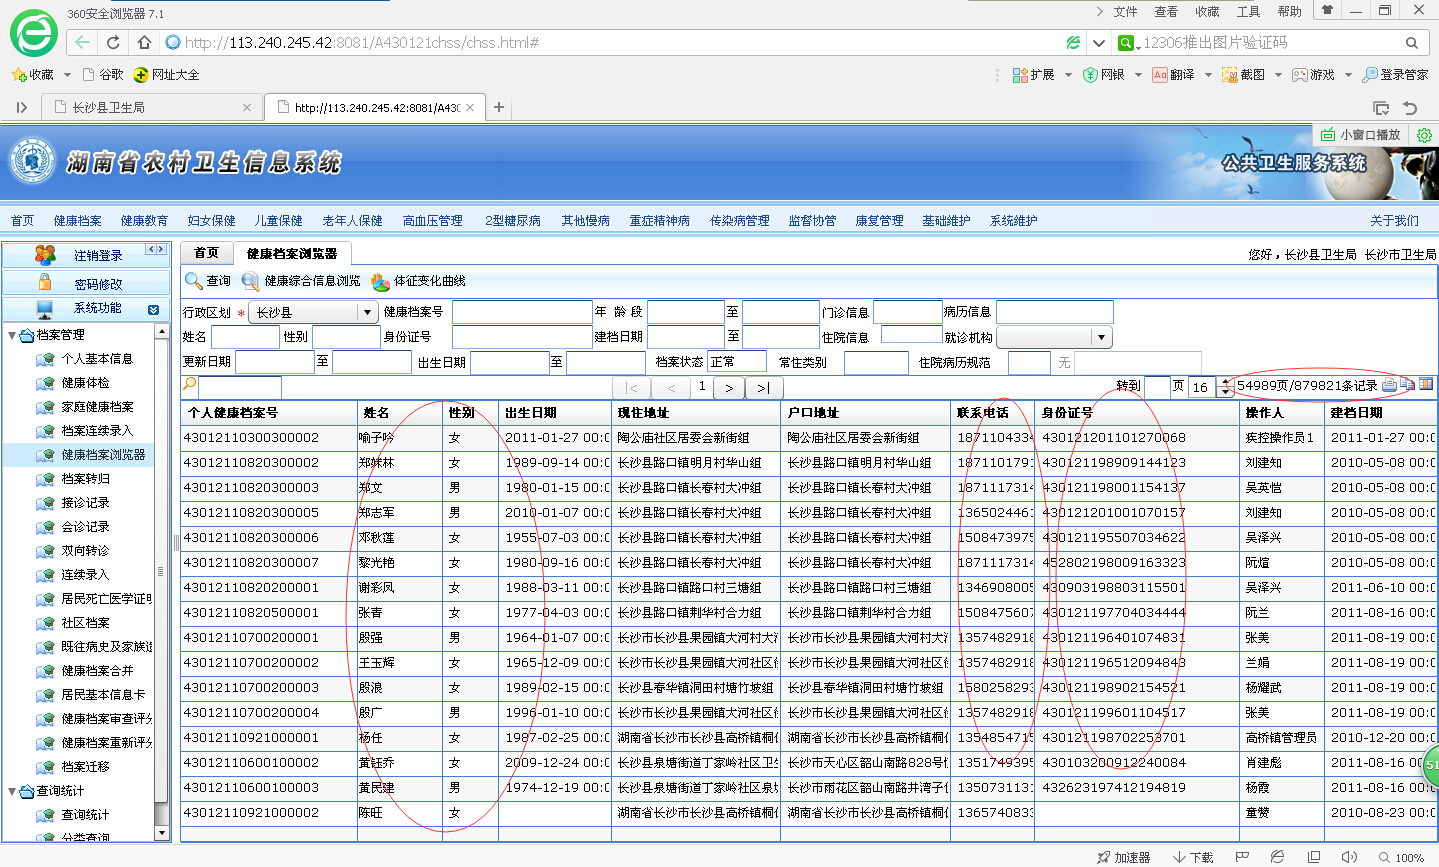 360安全浏览器 7.1
文件 查看 收藏 工具 帮助
http://113.240.245.42:8081/A430121chss/chss.html#
12306推出图片验证码
收藏 谷歌 网址大全
扩展 网银 Aあ 翻译 截图 游戏 登录管家
长沙县卫生局
http://113.240.245.42:8081/A430
小窗口播放
湖南省农村卫生信息系统
公共卫生服务系统
首页 健康档案 健康教育 妇女保健 儿童保健 老年人保健 高血压管理 2型糖尿病 其他慢病 重症精神病 传染病管理 监督协管 康复管理 基础维护 系统维护 关于我们
注销登录
密码修改
系统功能
档案管理
个人基本信息
健康体检
家庭健康档案
档案连续录入
健康档案浏览器
档案转归
接诊记录
会诊记录
双向转诊
连续录入
居民死亡医学证明
社区档案
既往病史及家族遗
健康档案合并
居民基本信息卡
健康档案审查评分
健康档案重新评分
档案迁移
查询统计
查询统计
分类查询
首页 健康档案浏览器
您好，长沙县卫生局 长沙市卫生局
查询 健康综合信息浏览 体征变化曲线
行政区划 * 长沙县 健康档案号 年 龄 段 至 门诊信息 病历信息
姓名 性别 身份证号 建档日期 至 住院信息 就诊机构
更新日期 至 出生日期 至 档案状态 正常 常住类别 住院病历规范 无
|< < 1 > >| 转到 页 16 54989页/879821条记录
个人健康档案号 姓名 性别 出生日期 现住地址 户口地址 联系电话 身份证号 操作人 建档日期
43012110300300002 喻子吟 女 2011-01-27 00:0 陶公庙社区居委会新街组 陶公庙社区居委会新街组 1871104334 430121201101270068 疾控操作员1 2011-01-27 00:0
43012110820300002 郑妹林 女 1989-09-14 00:0 长沙县路口镇明月村华山组 长沙县路口镇明月村华山组 1871101791 430121198909144123 刘建知 2010-05-08 00:0
43012110820300003 郑文 男 1980-01-15 00:0 长沙县路口镇长春村大冲组 长沙县路口镇长春村大冲组 1871117314 430121198001154137 吴英恺 2010-05-08 00:0
43012110820300005 郑志军 男 2010-01-07 00:0 长沙县路口镇长春村大冲组 长沙县路口镇长春村大冲组 1365024461 430121201001070157 刘建知 2010-05-08 00:0
43012110820300006 邓秋莲 女 1955-07-03 00:0 长沙县路口镇长春村大冲组 长沙县路口镇长春村大冲组 1508473975 430121195507034622 吴泽兴 2010-05-08 00:0
43012110820300007 黎光艳 女 1980-09-16 00:0 长沙县路口镇长春村大冲组 长沙县路口镇长春村大冲组 1871117314 452802198009163323 阮煊 2010-05-08 00:0
43012110820200001 谢彩凤 女 1988-03-11 00:0 长沙县路口镇路口村三塘组 长沙县路口镇路口村三塘组 1346908005 430903198803115501 吴泽兴 2011-06-10 00:0
43012110820500001 张青 女 1977-04-03 00:0 长沙县路口镇荆华村合力组 长沙县路口镇荆华村合力组 1508475607 430121197704034444 阮兰 2011-08-16 00:0
43012110700200001 殷强 男 1964-01-07 00:0 长沙市长沙县果园镇大河村大河 长沙市长沙县果园镇大河村大河 1357482918 430121196401074831 张美 2011-08-19 00:0
43012110700200002 王玉辉 女 1965-12-09 00:0 长沙市长沙县果园镇大河社区 长沙市长沙县果园镇大河社区 1357482918 430121196512094843 兰娟 2011-08-19 00:0
43012110700200003 殷浪 女 1989-02-15 00:0 长沙县春华镇洞田村塘竹坡组 长沙县春华镇洞田村塘竹坡组 1580258293 430121198902154521 杨耀武 2011-08-19 00:0
43012110700200004 殷广 男 1996-01-10 00:0 长沙市长沙县果园镇大河社区 长沙市长沙县果园镇大河社区 1357482918 430121199601104517 张美 2011-08-19 00:0
43012110921000001 杨任 女 1987-02-25 00:0 湖南省长沙市长沙县高桥镇桐 湖南省长沙市长沙县高桥镇桐 1354854715 430121198702253701 高桥镇管理员 2010-12-20 00:0
43012110600100002 黄钰乔 女 2009-12-24 00:0 长沙县泉塘街道丁家岭社区卫生 长沙市天心区韶山南路828号 1351749395 430103200912240084 肖建彪 2011-08-16 00:0
43012110600100003 黄民建 男 1974-12-19 00:0 长沙县泉塘街道丁家岭社区泉塘 长沙市雨花区韶山南路井湾子 1350731131 432623197412194819 杨霞 2011-08-16 00:0
43012110921000002 陈旺 女 湖南省长沙市长沙县高桥镇桐 湖南省长沙市长沙县高桥镇桐 1365740833 童赞 2010-08-23 00:0
51
加速器 下载 100%